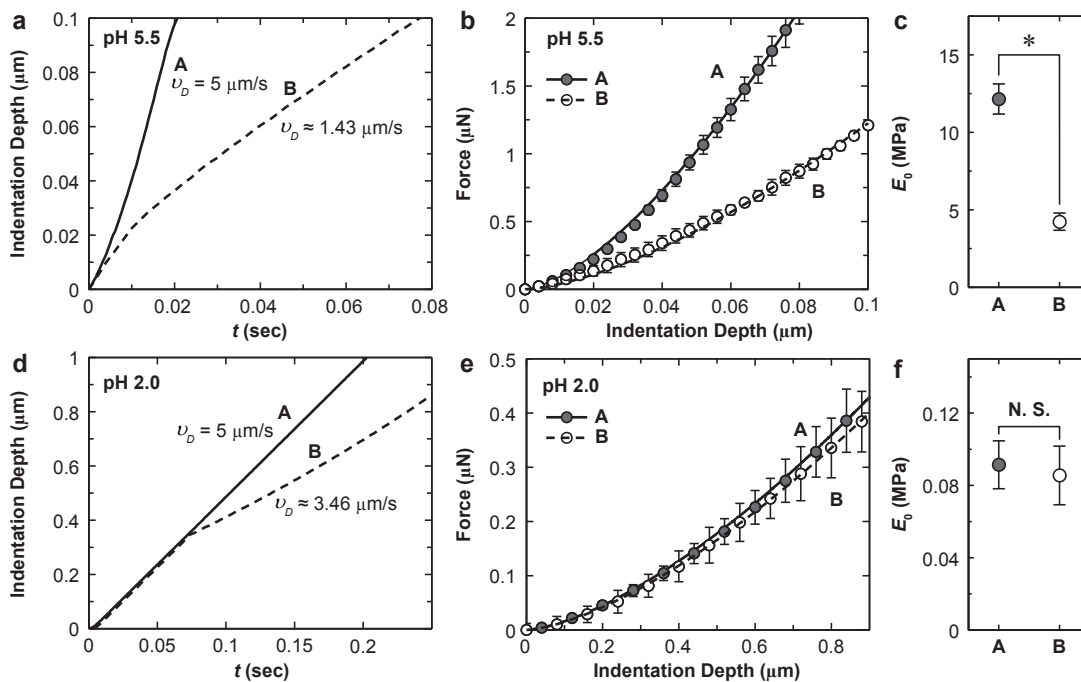 a
pH 5.5
A
υD = 5 μm/s
B
υD ≈ 1.43 μm/s
Indentation Depth (μm)
0.1
0.08
0.06
0.04
0.02
0
0 0.02 0.04 0.06 0.08
t (sec)
b
pH 5.5
A
B
A
B
Force (μN)
2
1.5
1
0.5
0
0 0.02 0.04 0.06 0.08 0.1
Indentation Depth (μm)
c
*
E0 (MPa)
15
10
5
0
A B
d
pH 2.0
A
υD = 5 μm/s
B
υD ≈ 3.46 μm/s
Indentation Depth (μm)
1
0.8
0.6
0.4
0.2
0
0 0.05 0.1 0.15 0.2
t (sec)
e
pH 2.0
A
B
A
B
Force (μN)
0.5
0.4
0.3
0.2
0.1
0
0 0.2 0.4 0.6 0.8
Indentation Depth (μm)
f
N. S.
E0 (MPa)
0.12
0.08
0.04
0
A B